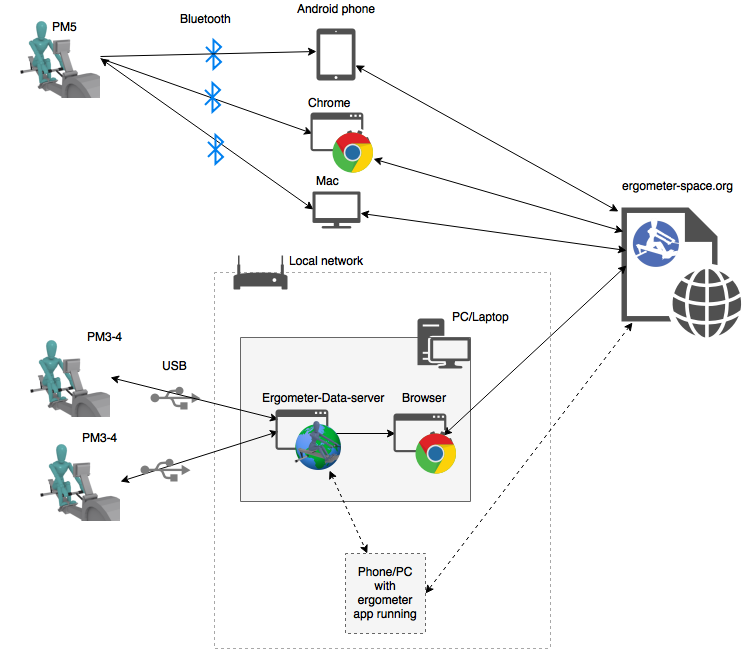 PM5
Bluetooth
Android phone
Chrome
Mac
ergometer-space.org
Local network
PC/Laptop
PM3-4
USB
Ergometer-Data-server
Browser
PM3-4
Phone/PC
with
ergometer
app running